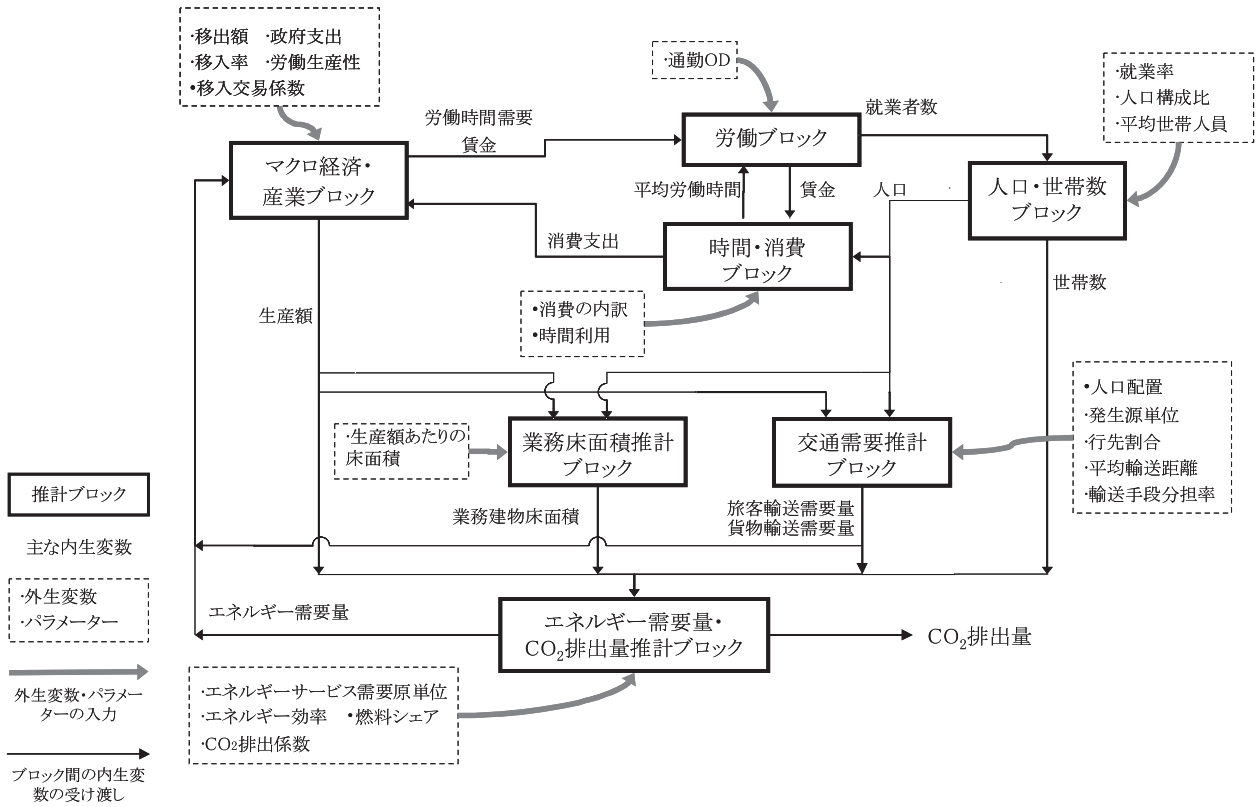 ・移出額　・政府支出
・移入率　・労働生産性
•移入交易係数
・通勤OD
・就業率
・人口構成比
・平均世帯人員
労働時間需要
賃金
就業者数
労働ブロック
マクロ経済・
産業ブロック
平均労働時間
賃金
人口
人口・世帯数
ブロック
消費支出
時間・消費
ブロック
世帯数
生産額
•消費の内訳
•時間利用
•人口配置
・発生源単位
・行先割合
・平均輸送距離
・輸送手段分担率
・生産額あたりの
床面積
業務床面積推計
ブロック
交通需要推計
ブロック
推計ブロック
業務建物床面積
旅客輸送需要量
貨物輸送需要量
主な内生変数
・外生変数
・パラメーター
エネルギー需要量
エネルギー需要量・
CO₂排出量推計ブロック
CO₂排出量
外生変数・パラメー
ターの入力
・エネルギーサービス需要原単位
・エネルギー効率　•燃料シェア
・CO₂排出係数
ブロック間の内生変
数の受け渡し